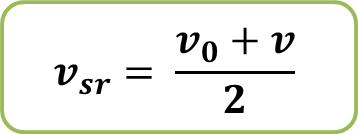 v_sr = (v_0 + v) / 2